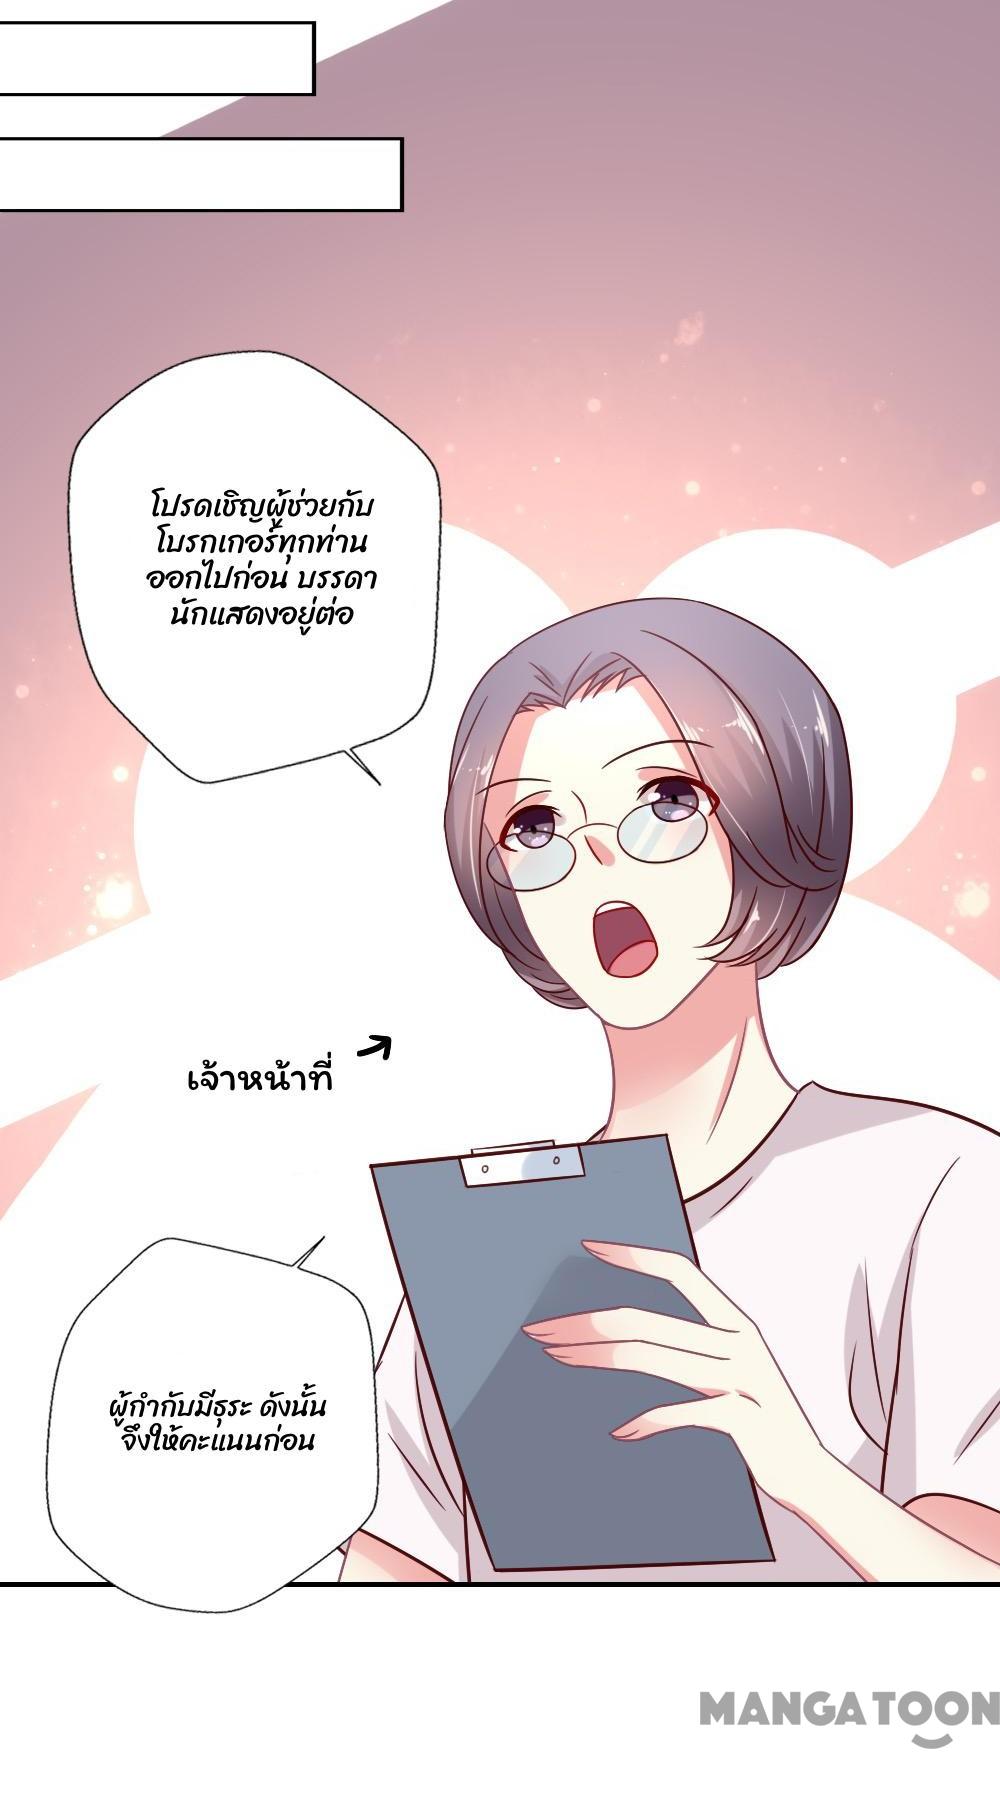 โปรดเชิญผู้ช่วยกับ
โบรกเกอร์ทุกท่าน
ออกไปก่อน บรรดา
นักแสดงอยู่ต่อ
เจ้าหน้าที่
ผู้กำกับมีธุระ ดังนั้น
จึงให้คะแนนก่อน
MANGATOON